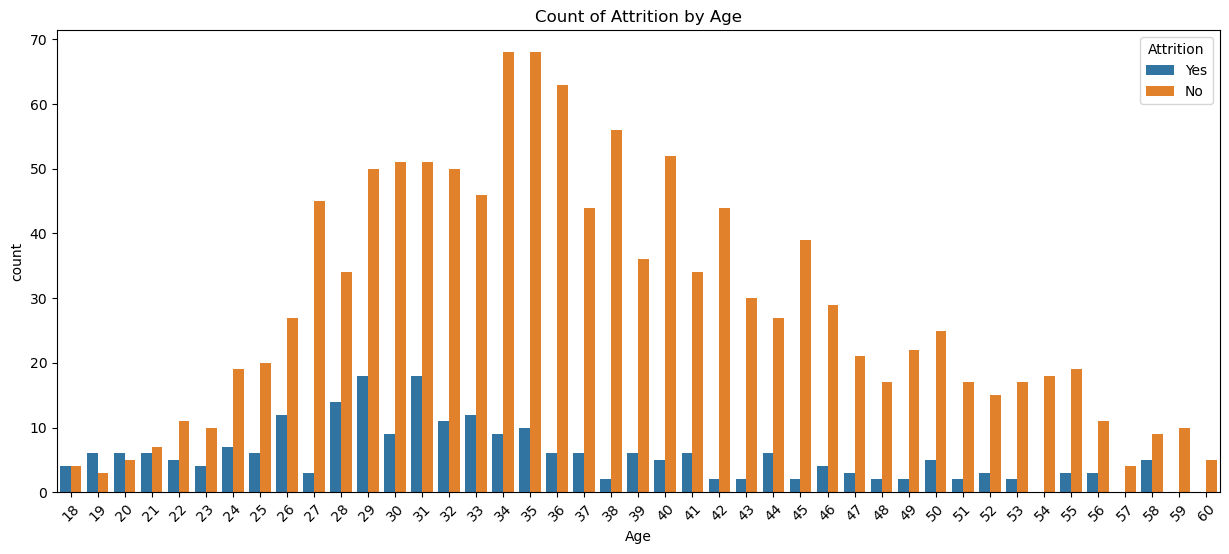 Count of Attrition by Age
70
60
50
40
30
20
10
0
count
Attrition
Yes
No
18 19 20 21 22 23 24 25 26 27 28 29 30 31 32 33 34 35 36 37 38 39 40 41 42 43 44 45 46 47 48 49 50 51 52 53 54 55 56 57 58 59 60
Age